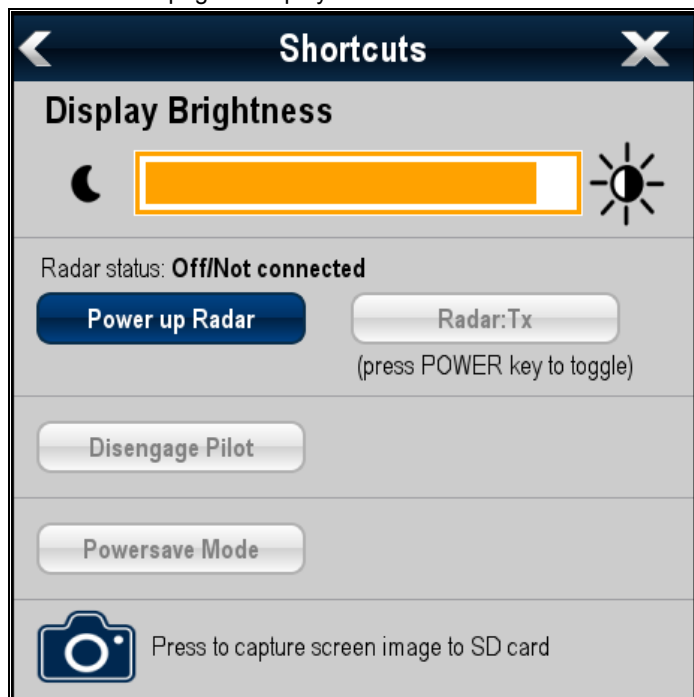 Shortcuts
Display Brightness
Radar status: Off/Not connected
Power up Radar
Radar:Tx
(press POWER key to toggle)
Disengage Pilot
Powersave Mode
Press to capture screen image to SD card